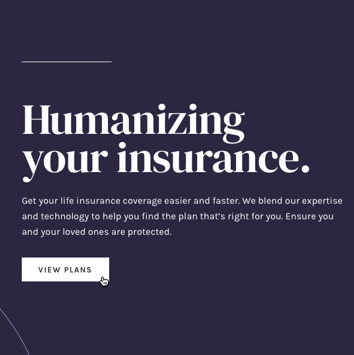 Humanizing
your insurance.
Get your life insurance coverage easier and faster. We blend our expertise
and technology to help you find the plan that's right for you. Ensure you
and your loved ones are protected.
VIEW PLANS